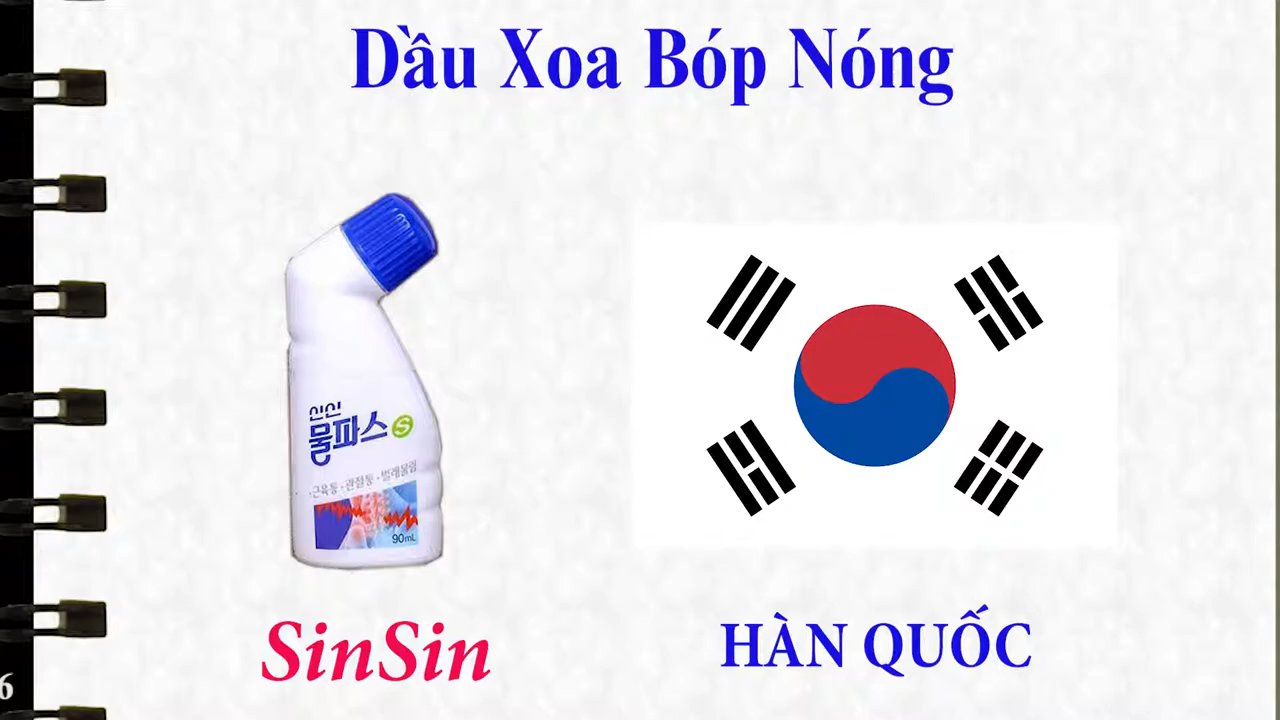 Dầu Xoa Bóp Nóng
신신
물파스 S
·근육통 ·관절통 ·벌레물림
90mL
SinSin
HÀN QUỐC
6